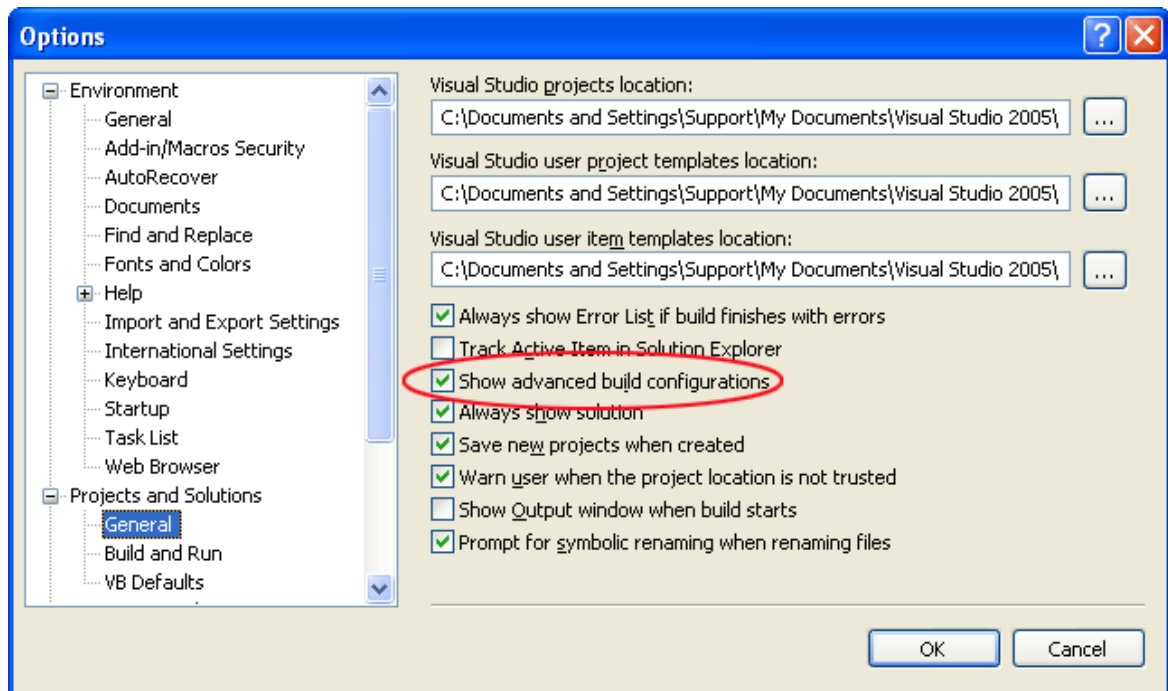 Options
Environment
General
Add-in/Macros Security
AutoRecover
Documents
Find and Replace
Fonts and Colors
Help
Import and Export Settings
International Settings
Keyboard
Startup
Task List
Web Browser
Projects and Solutions
General
Build and Run
VB Defaults
Visual Studio projects location:
C:\Documents and Settings\Support\My Documents\Visual Studio 2005\
...
Visual Studio user project templates location:
C:\Documents and Settings\Support\My Documents\Visual Studio 2005\
...
Visual Studio user item templates location:
C:\Documents and Settings\Support\My Documents\Visual Studio 2005\
...
Always show Error List if build finishes with errors
Track Active Item in Solution Explorer
Show advanced build configurations
Always show solution
Save new projects when created
Warn user when the project location is not trusted
Show Output window when build starts
Prompt for symbolic renaming when renaming files
OK
Cancel